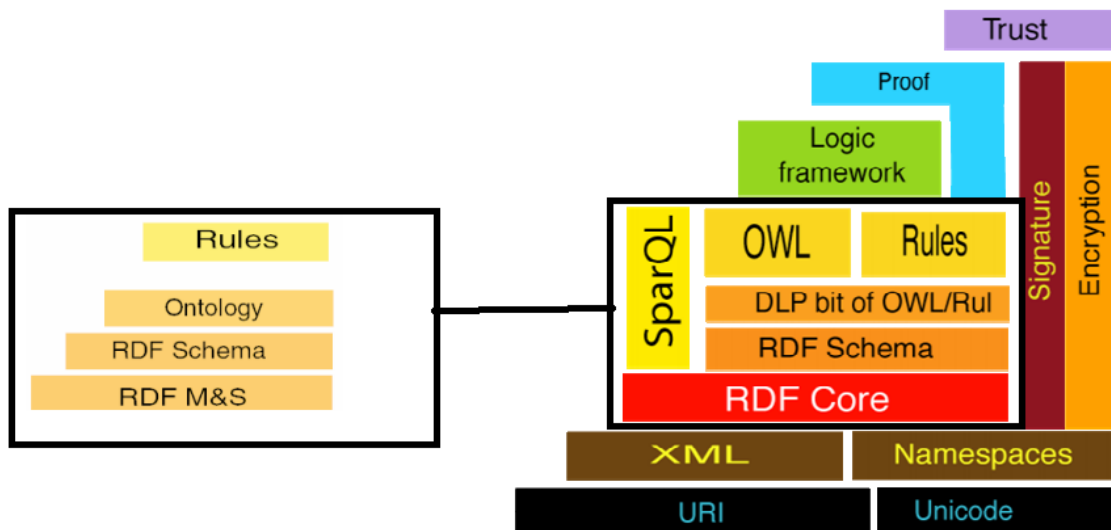 Trust
Proof
Logic
framework
Signature
Encryption
Rules
Ontology
RDF Schema
RDF M&S
SparQL
OWL
Rules
DLP bit of OWL/Rul
RDF Schema
RDF Core
XML
Namespaces
URI
Unicode